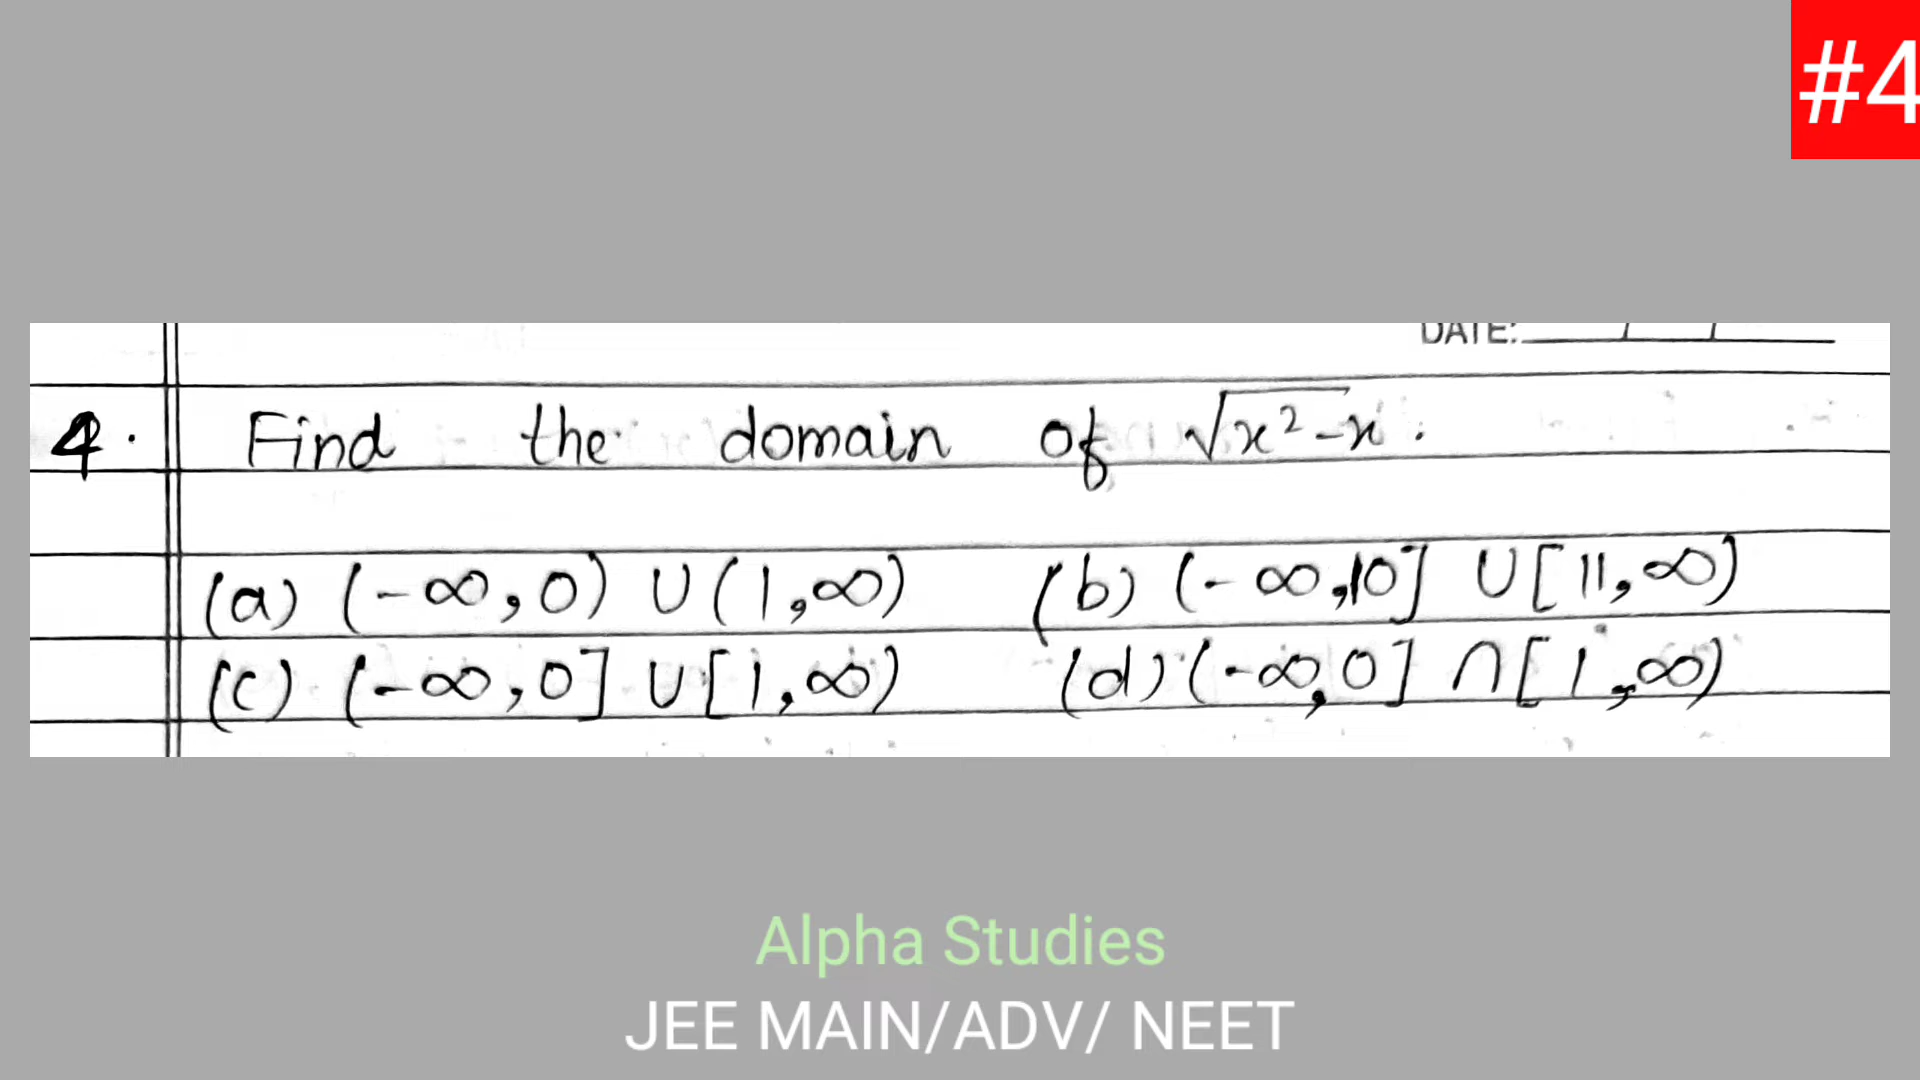 #4
DATE:
4. Find the domain of √x²-x.
(a) (-∞,0) ∪ (1,∞) (b) (-∞,10] ∪ [11,∞)
(c) (-∞,0] ∪ [1,∞) (d) (-∞,0] ∩ [1,∞)
Alpha Studies
JEE MAIN/ADV/ NEET